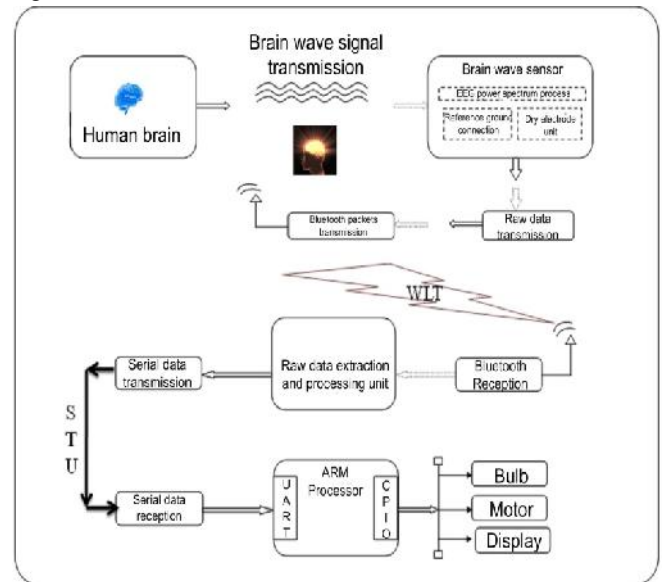 Brain wave signal
transmission
Human brain
Brain wave sensor
EEG power spectrum process
Reference ground
connection
Dry electrode
unit
Bluetooth packets
transmission
Raw data
transmission
WLT
Serial data
transmission
Raw data extraction
and processing unit
Bluetooth
Reception
S
T
U
Serial data
reception
U
A
R
T
ARM
Processor
G
P
I
O
Bulb
Motor
Display